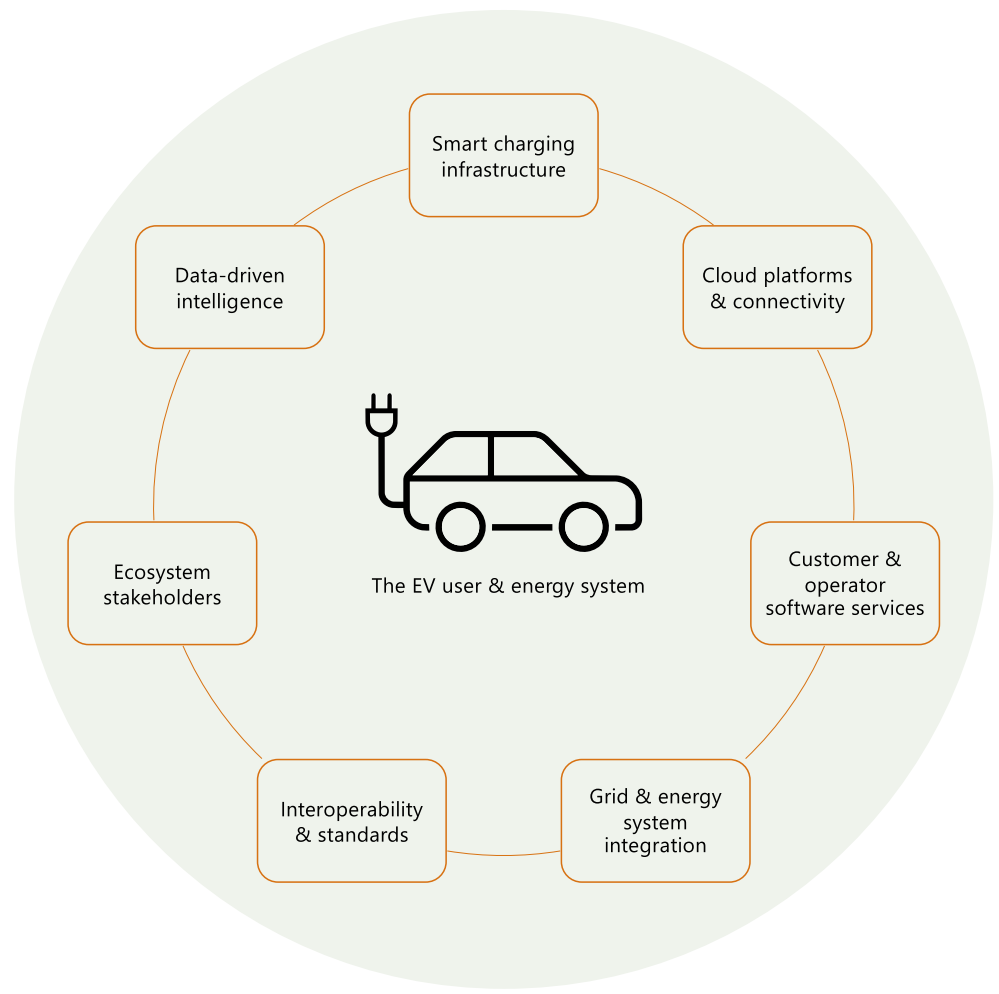 Smart charging
infrastructure
Data-driven
intelligence
Cloud platforms
& connectivity
The EV user & energy system
Ecosystem
stakeholders
Customer &
operator
software services
Interoperability
& standards
Grid & energy
system
integration